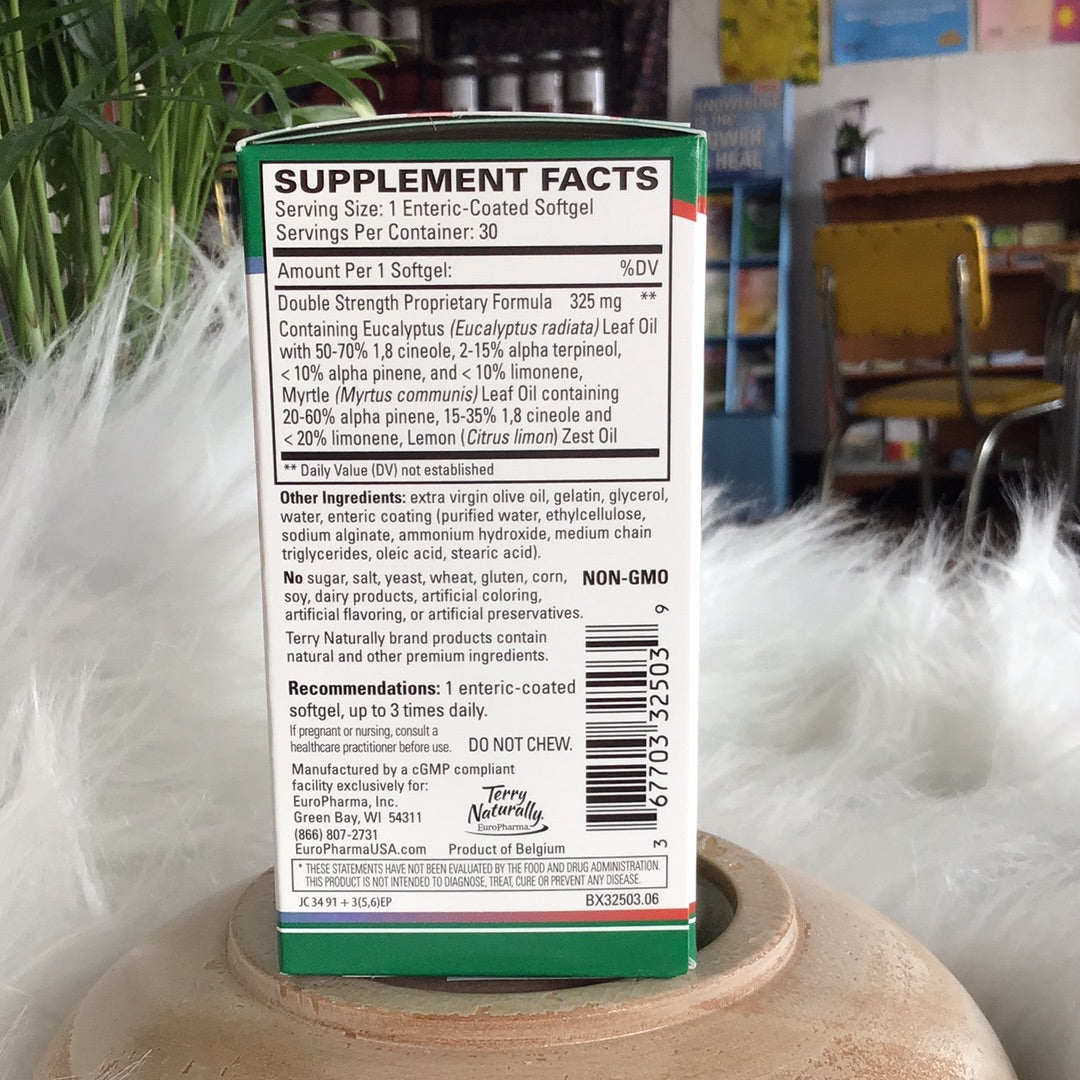 KNOWLEDGE
IS THE
POWER
HEAL
SUPPLEMENT FACTS
Serving Size: 1 Enteric-Coated Softgel
Servings Per Container: 30
Amount Per 1 Softgel: %DV
Double Strength Proprietary Formula 325 mg **
Containing Eucalyptus (Eucalyptus radiata) Leaf Oil
with 50-70% 1,8 cineole, 2-15% alpha terpineol,
< 10% alpha pinene, and < 10% limonene,
Myrtle (Myrtus communis) Leaf Oil containing
20-60% alpha pinene, 15-35% 1,8 cineole and
< 20% limonene, Lemon (Citrus limon) Zest Oil
** Daily Value (DV) not established
Other Ingredients: extra virgin olive oil, gelatin, glycerol,
water, enteric coating (purified water, ethylcellulose,
sodium alginate, ammonium hydroxide, medium chain
triglycerides, oleic acid, stearic acid).
No sugar, salt, yeast, wheat, gluten, corn,
soy, dairy products, artificial coloring,
artificial flavoring, or artificial preservatives.
NON-GMO
Terry Naturally brand products contain
natural and other premium ingredients.
Recommendations: 1 enteric-coated
softgel, up to 3 times daily.
If pregnant or nursing, consult a
healthcare practitioner before use.
DO NOT CHEW.
Manufactured by a cGMP compliant
facility exclusively for:
EuroPharma, Inc.
Green Bay, WI 54311
(866) 807-2731
EuroPharmaUSA.com
Terry
Naturally.
EuroPharma
Product of Belgium
3 67703 32503 9
* THESE STATEMENTS HAVE NOT BEEN EVALUATED BY THE FOOD AND DRUG ADMINISTRATION.
THIS PRODUCT IS NOT INTENDED TO DIAGNOSE, TREAT, CURE OR PREVENT ANY DISEASE.
JC 34 91 + 3(5,6)EP BX32503.06